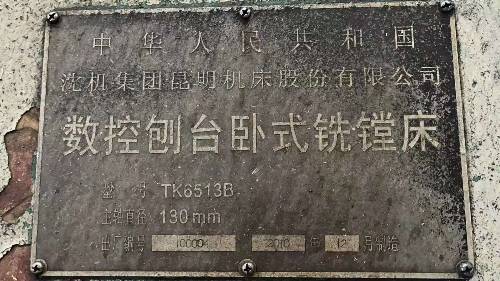 中华人民共和国
沈机集团昆明机床股份有限公司
数控刨台卧式铣镗床
型号 TK6513B
主轴直径 130mm
出厂编号 100004 2010 年 12 月制造